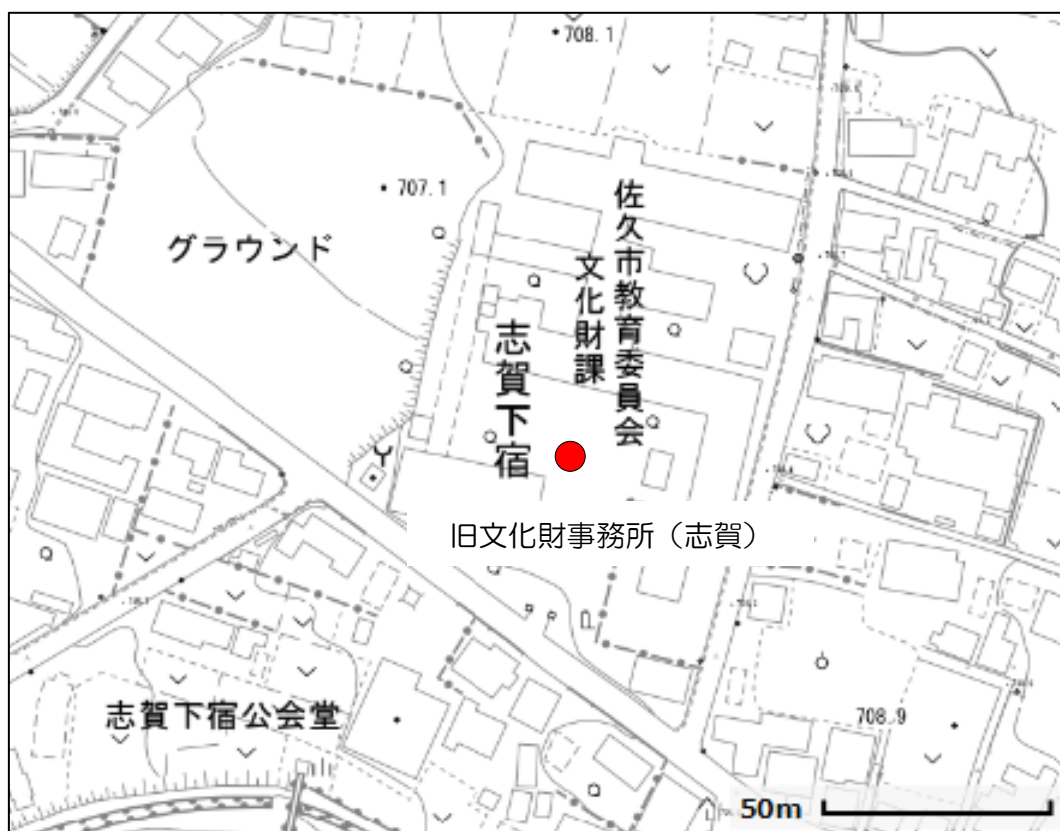 708.1
707.1
グラウンド
佐久市教育委員会
文化財課
志賀下宿
旧文化財事務所（志賀）
志賀下宿公会堂
708.9
50m